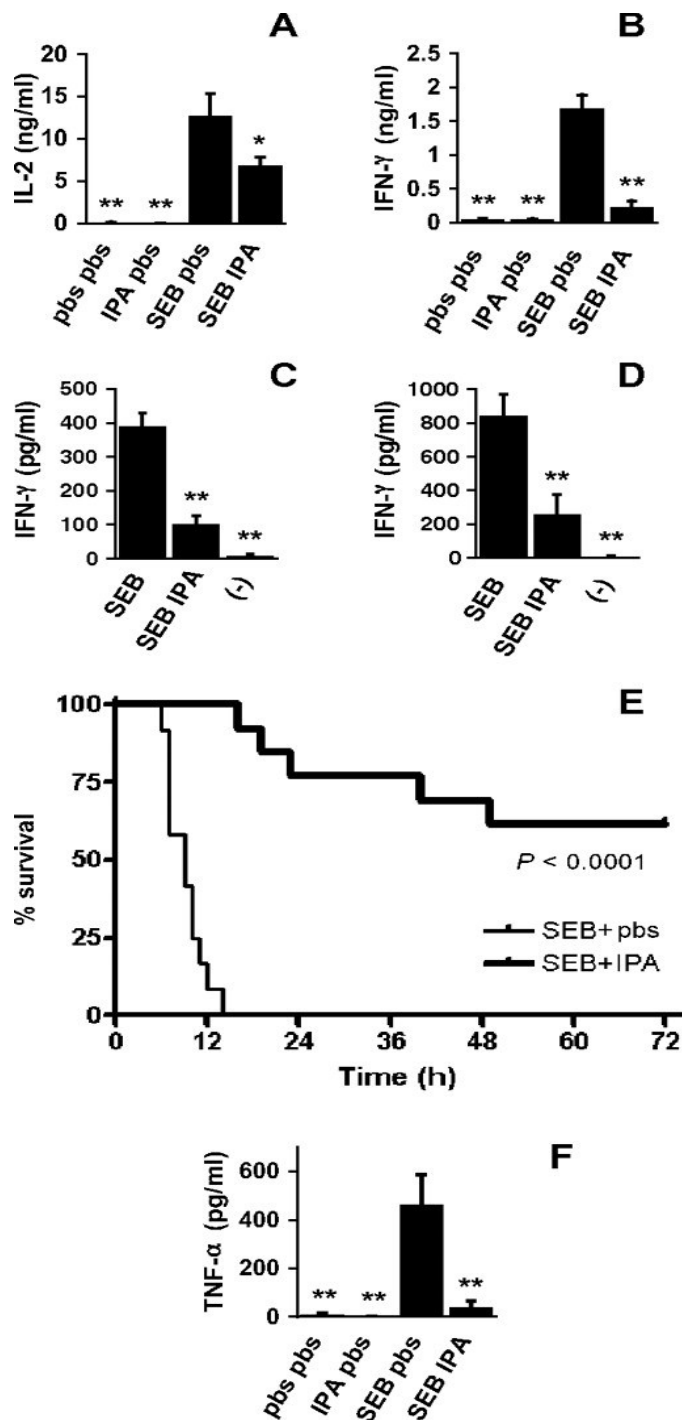 A
IL-2 (ng/ml)
20
15
10
5
0
** ** *
pbs pbs
IPA pbs
SEB pbs
SEB IPA
B
IFN-γ (ng/ml)
2.5
2
1.5
1
0.5
0
** ** **
pbs pbs
IPA pbs
SEB pbs
SEB IPA
C
IFN-γ (pg/ml)
500
400
300
200
100
0
** **
SEB
SEB IPA
(-)
D
IFN-γ (pg/ml)
1000
800
600
400
200
0
** **
SEB
SEB IPA
(-)
E
% survival
100
75
50
25
0
P < 0.0001
SEB+pbs
SEB+IPA
0 12 24 36 48 60 72
Time (h)
F
TNF-α (pg/ml)
600
400
200
0
** ** **
pbs pbs
IPA pbs
SEB pbs
SEB IPA